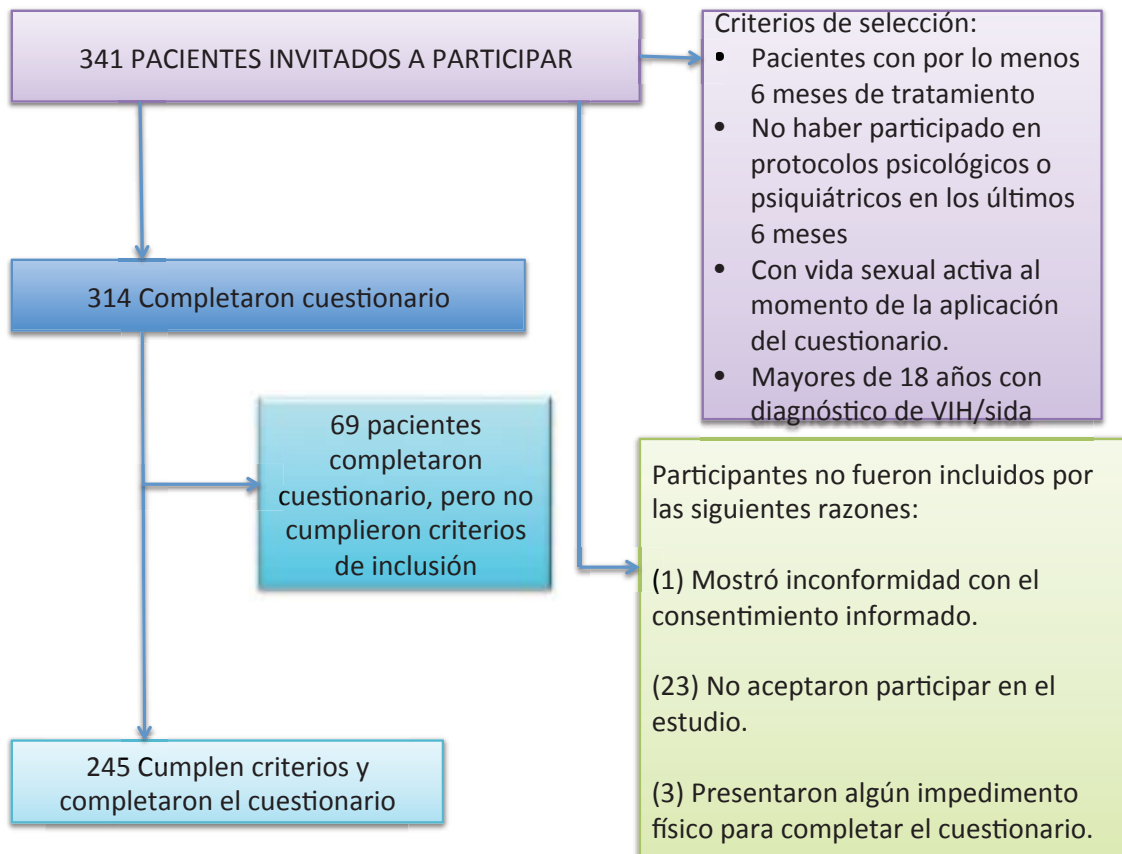 341 PACIENTES INVITADOS A PARTICIPAR
Criterios de selección:
• Pacientes con por lo menos
6 meses de tratamiento
• No haber participado en
protocolos psicológicos o
psiquiátricos en los últimos
6 meses
• Con vida sexual activa al
momento de la aplicación
del cuestionario.
• Mayores de 18 años con
diagnóstico de VIH/sida
314 Completaron cuestionario
69 pacientes
completaron
cuestionario, pero no
cumplieron criterios
de inclusión
Participantes no fueron incluidos por
las siguientes razones:
(1) Mostró inconformidad con el
consentimiento informado.
(23) No aceptaron participar en el
estudio.
(3) Presentaron algún impedimento
físico para completar el cuestionario.
245 Cumplen criterios y
completaron el cuestionario